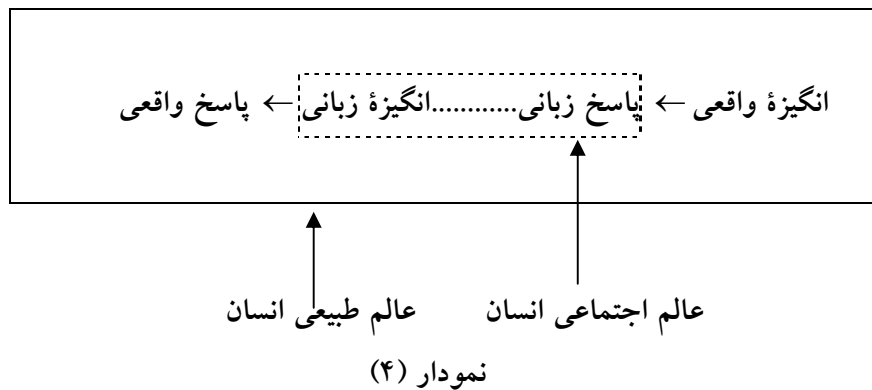 انگیزهٔ واقعی ← پاسخ زبانی............انگیزهٔ زبانی ← پاسخ واقعی
عالم اجتماعی انسان عالم طبیعی انسان
نمودار (۴)